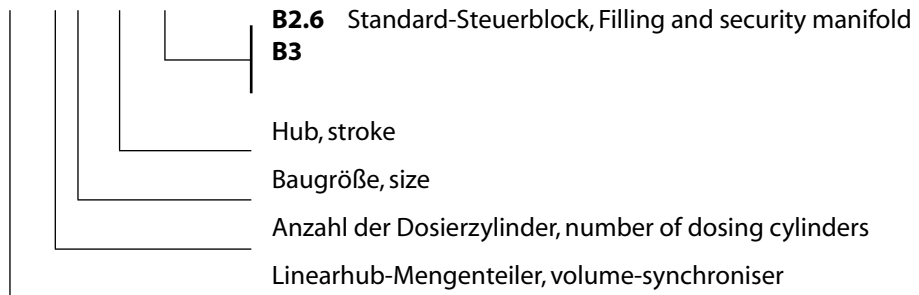 B2.6 Standard-Steuerblock, Filling and security manifold
B3
Hub, stroke
Baugröße, size
Anzahl der Dosierzylinder, number of dosing cylinders
Linearhub-Mengenteiler, volume-synchroniser